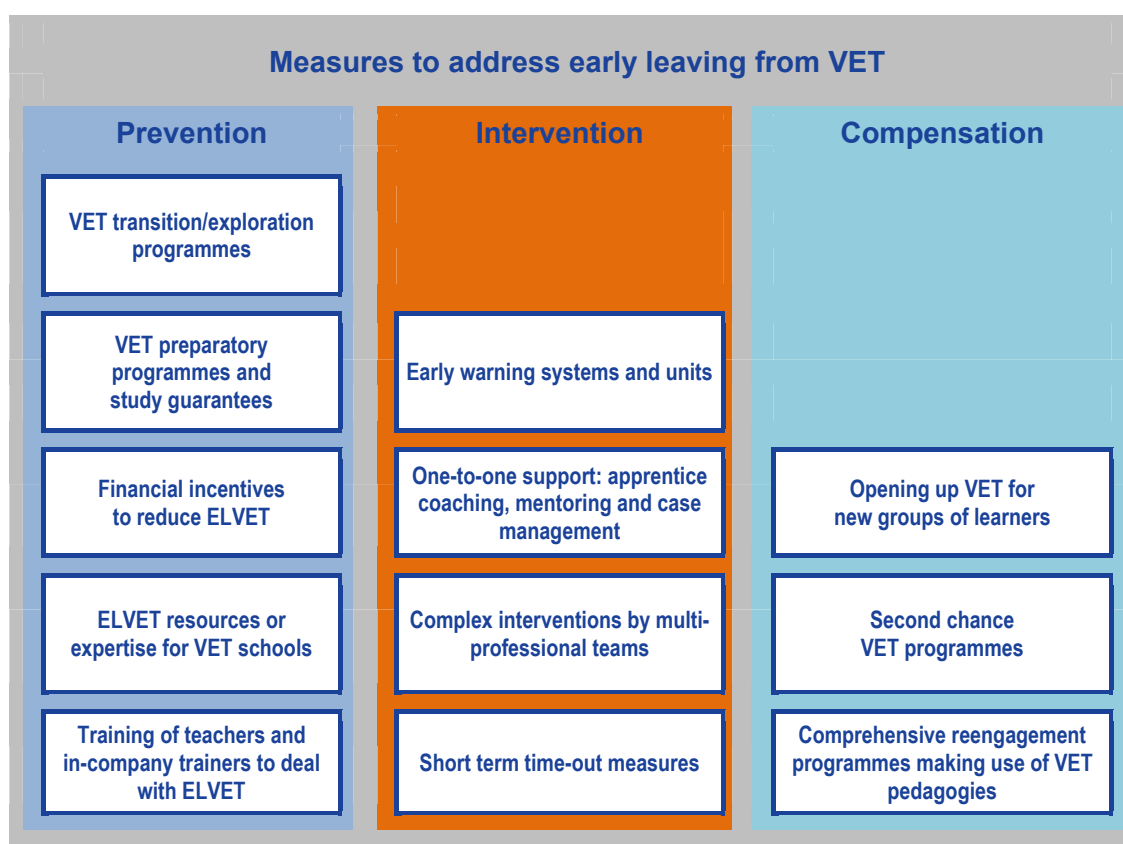 Measures to address early leaving from VET
Prevention
VET transition/exploration
programmes
VET preparatory
programmes and
study guarantees
Financial incentives
to reduce ELVET
ELVET resources or
expertise for VET schools
Training of teachers and
in-company trainers to deal
with ELVET
Intervention
Early warning systems and units
One-to-one support: apprentice
coaching, mentoring and case
management
Complex interventions by multi-
professional teams
Short term time-out measures
Compensation
Opening up VET for
new groups of learners
Second chance
VET programmes
Comprehensive reengagement
programmes making use of VET
pedagogies